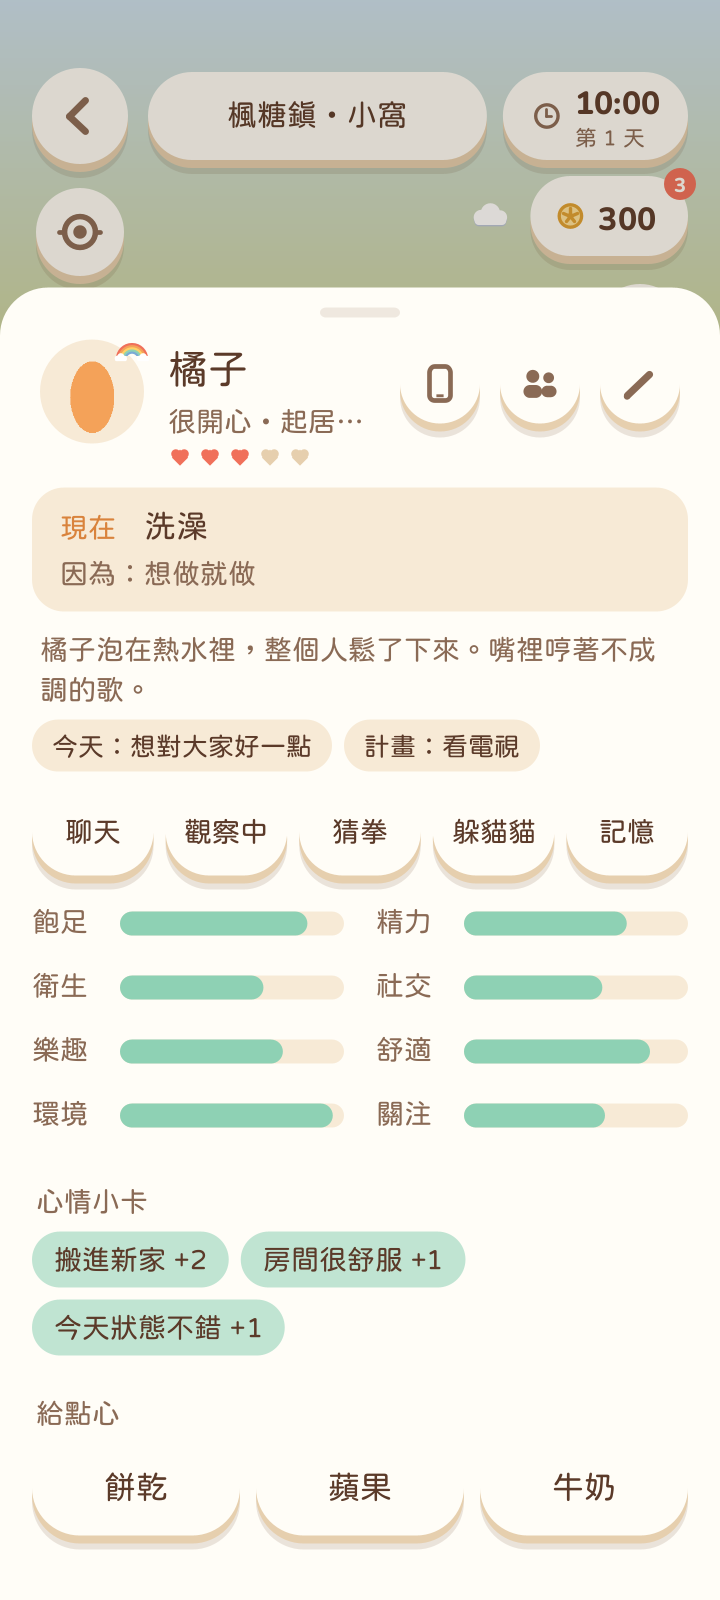 楓糖鎮・小窩
10:00
第 1 天
3
300
橘子
很開心・起居…
現在 洗澡
因為：想做就做
橘子泡在熱水裡，整個人鬆了下來。嘴裡哼著不成
調的歌。
今天：想對大家好一點 計畫：看電視
聊天 觀察中 猜拳 躲貓貓 記憶
飽足 精力
衛生 社交
樂趣 舒適
環境 關注
心情小卡
搬進新家 +2 房間很舒服 +1
今天狀態不錯 +1
給點心
餅乾 蘋果 牛奶